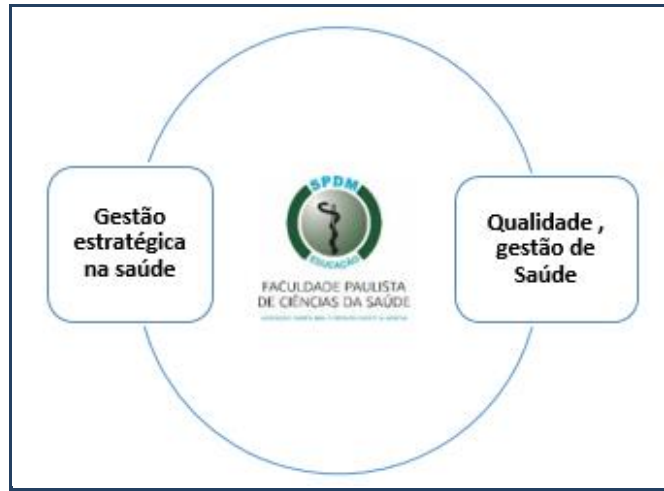 Gestão
estratégica
na saúde
SPDM
EDUCAÇÃO
FACULDADE PAULISTA
DE CIÊNCIAS DA SAÚDE
Qualidade ,
gestão de
Saúde